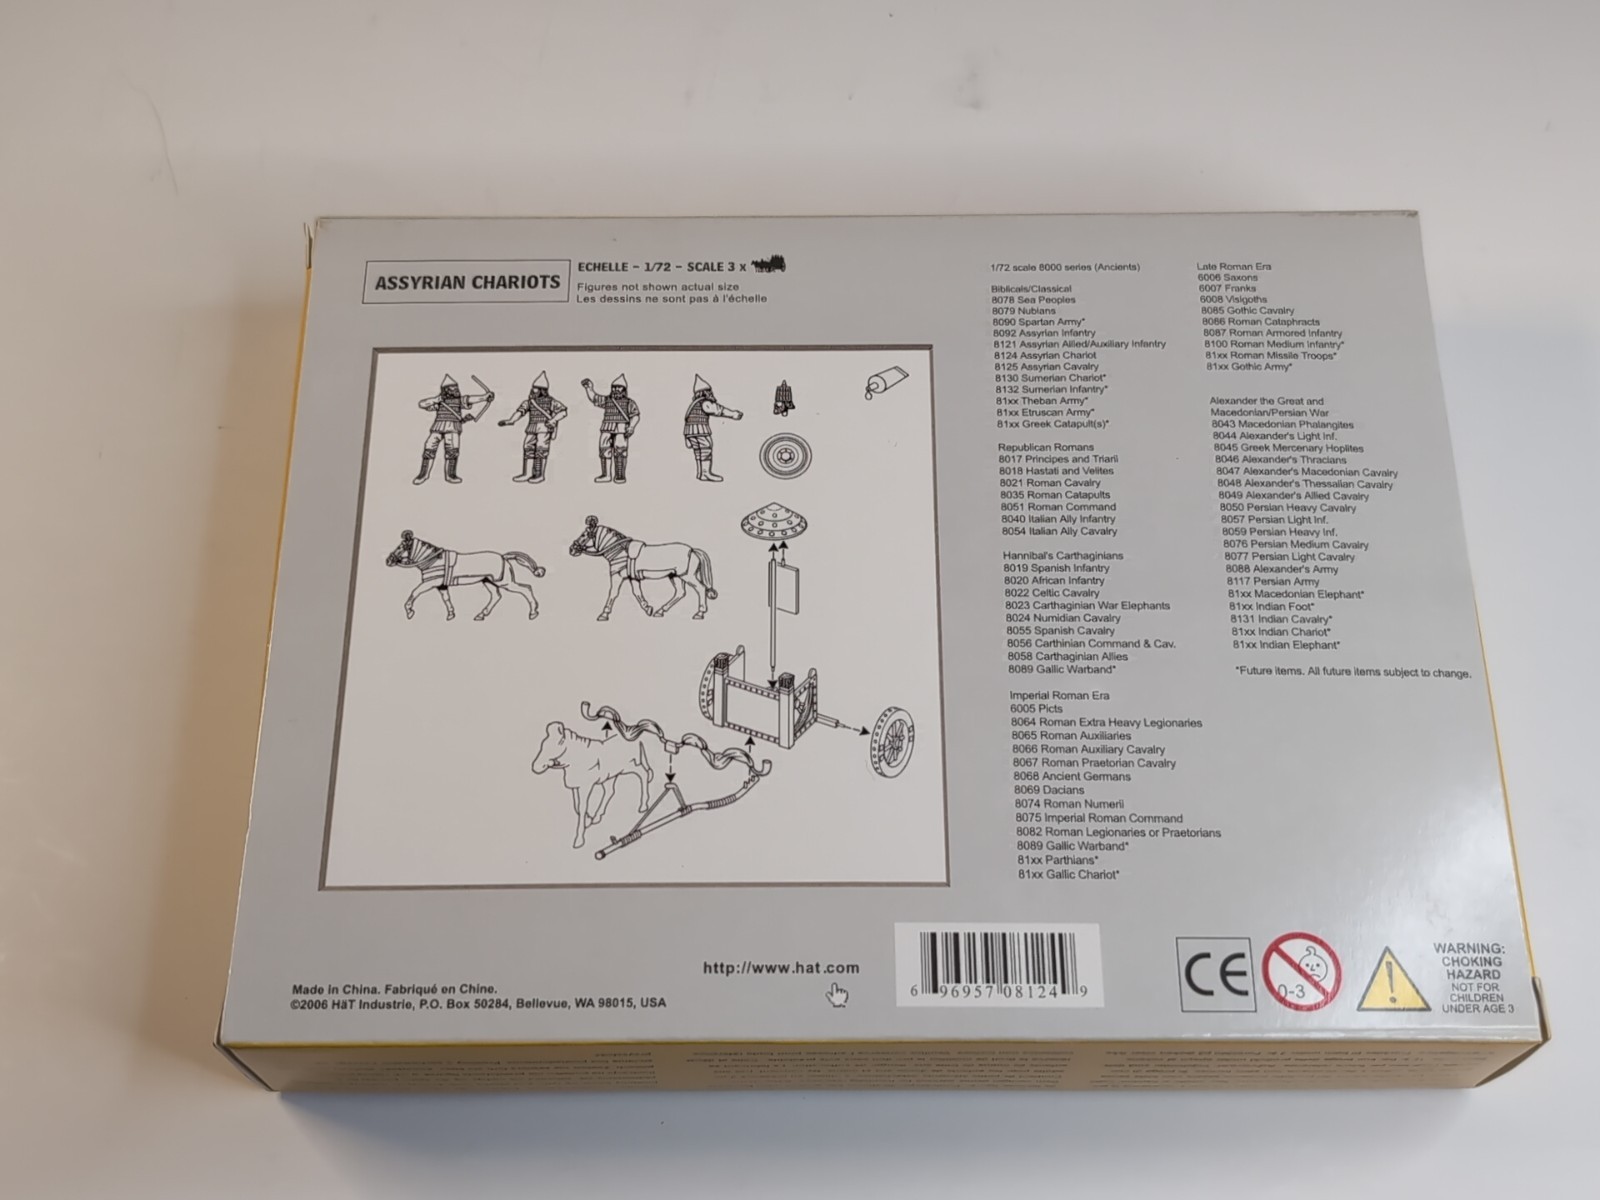 ASSYRIAN CHARIOTS
ECHELLE - 1/72 - SCALE 3 x
Figures not shown actual size
Les dessins ne sont pas à l'échelle
1/72 scale 8000 series (Ancients)
Biblicals/Classical
8078 Sea Peoples
8079 Nubians
8090 Spartan Army*
8092 Assyrian Infantry
8121 Assyrian Allied/Auxiliary Infantry
8124 Assyrian Chariot
8125 Assyrian Cavalry
8130 Sumerian Chariot*
8132 Sumerian Infantry*
81xx Theban Army*
81xx Etruscan Army*
81xx Greek Catapult(s)*
Republican Romans
8017 Principes and Triarii
8018 Hastati and Velites
8021 Roman Cavalry
8035 Roman Catapults
8051 Roman Command
8040 Italian Ally Infantry
8054 Italian Ally Cavalry
Hannibal's Carthaginians
8019 Spanish Infantry
8020 African Infantry
8022 Celtic Cavalry
8023 Carthaginian War Elephants
8024 Numidian Cavalry
8055 Spanish Cavalry
8056 Carthinian Command & Cav.
8058 Carthaginian Allies
8089 Gallic Warband*
Imperial Roman Era
6005 Picts
8064 Roman Extra Heavy Legionaries
8065 Roman Auxiliaries
8066 Roman Auxiliary Cavalry
8067 Roman Praetorian Cavalry
8068 Ancient Germans
8069 Dacians
8074 Roman Numerii
8075 Imperial Roman Command
8082 Roman Legionaries or Praetorians
8089 Gallic Warband*
81xx Parthians*
81xx Gallic Chariot*
Late Roman Era
6006 Saxons
6007 Franks
6008 Visigoths
8085 Gothic Cavalry
8086 Roman Cataphracts
8087 Roman Armored Infantry
8100 Roman Medium Infantry*
81xx Roman Missile Troops*
81xx Gothic Army*
Alexander the Great and
Macedonian/Persian War
8043 Macedonian Phalangites
8044 Alexander's Light Inf.
8045 Greek Mercenary Hoplites
8046 Alexander's Thracians
8047 Alexander's Macedonian Cavalry
8048 Alexander's Thessalian Cavalry
8049 Alexander's Allied Cavalry
8050 Persian Heavy Cavalry
8057 Persian Light Inf.
8059 Persian Heavy Inf.
8076 Persian Medium Cavalry
8077 Persian Light Cavalry
8088 Alexander's Army
8117 Persian Army
81xx Macedonian Elephant*
81xx Indian Foot*
8131 Indian Cavalry*
81xx Indian Chariot*
81xx Indian Elephant*
*Future items. All future items subject to change.
http://www.hat.com
Made in China. Fabriqué en Chine.
©2006 HäT Industrie, P.O. Box 50284, Bellevue, WA 98015, USA
6 96957 08124 9
CE
0-3
WARNING:
CHOKING
HAZARD
NOT FOR
CHILDREN
UNDER AGE 3